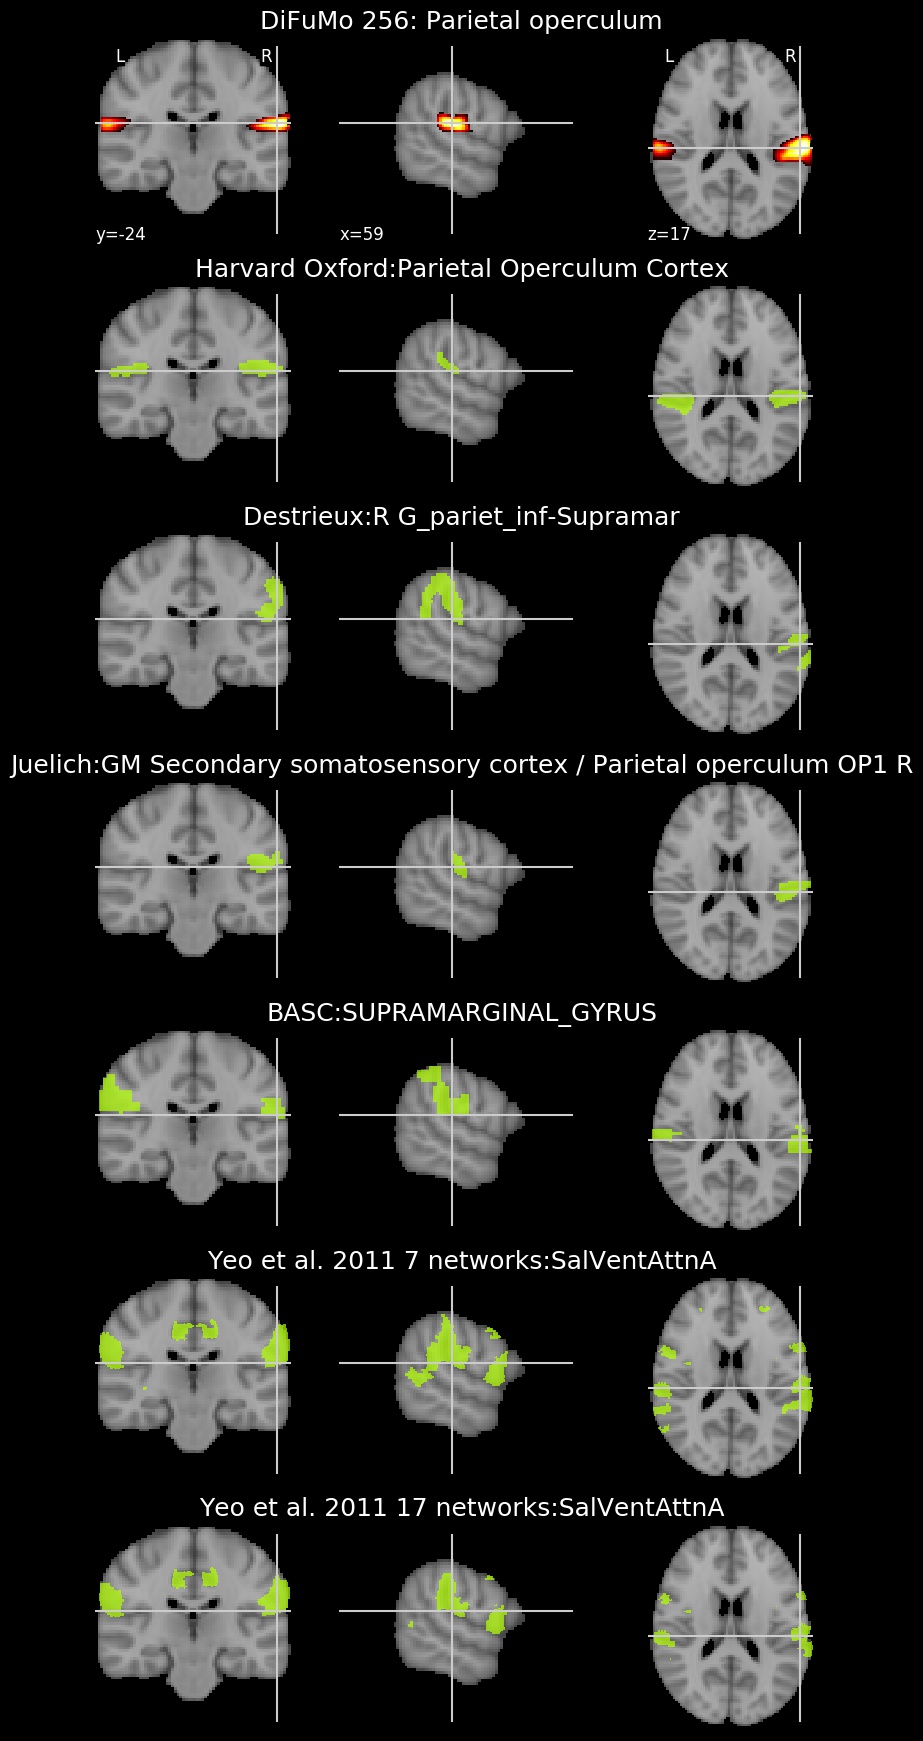 DiFuMo 256: Parietal operculum
L R L R
y=-24 x=59 z=17
Harvard Oxford:Parietal Operculum Cortex
Destrieux:R G_pariet_inf-Supramar
Juelich:GM Secondary somatosensory cortex / Parietal operculum OP1 R
BASC:SUPRAMARGINAL_GYRUS
Yeo et al. 2011 7 networks:SalVentAttnA
Yeo et al. 2011 17 networks:SalVentAttnA